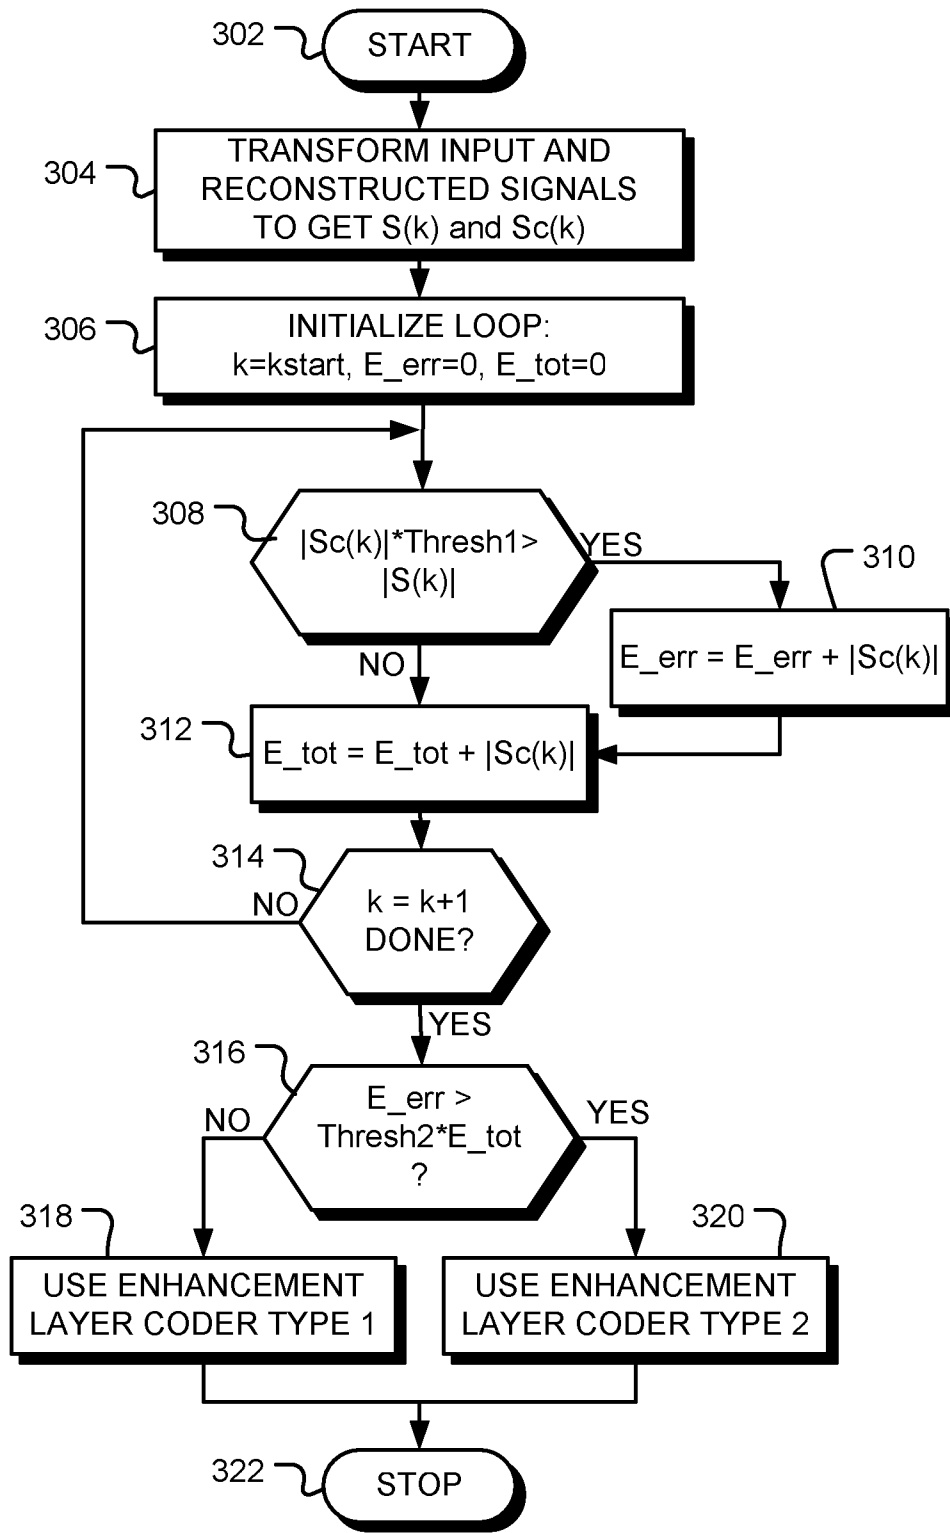 302
START
304
TRANSFORM INPUT AND
RECONSTRUCTED SIGNALS
TO GET S(k) and Sc(k)
306
INITIALIZE LOOP:
k=kstart, E_err=0, E_tot=0
308
|Sc(k)|*Thresh1>
|S(k)|
YES
310
E_err = E_err + |Sc(k)|
NO
312
E_tot = E_tot + |Sc(k)|
314
NO
k = k+1
DONE?
YES
316
NO
E_err >
Thresh2*E_tot
?
YES
318
USE ENHANCEMENT
LAYER CODER TYPE 1
320
USE ENHANCEMENT
LAYER CODER TYPE 2
322
STOP